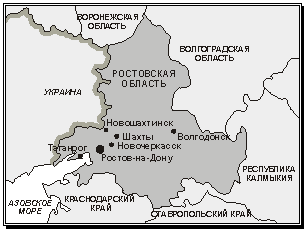 ВОРОНЕЖСКАЯ
ОБЛАСТЬ
ВОЛГОГРАДСКАЯ
ОБЛАСТЬ
РОСТОВСКАЯ
ОБЛАСТЬ
УКРАИНА
Новошахтинск
Шахты
Волгодонск
Новочеркасск
Таганрог
Ростов-на-Дону
РЕСПУБЛИКА
КАЛМЫКИЯ
АЗОВСКОЕ
МОРЕ
КРАСНОДАРСКИЙ
КРАЙ
СТАВРОПОЛЬСКИЙ КРАЙ